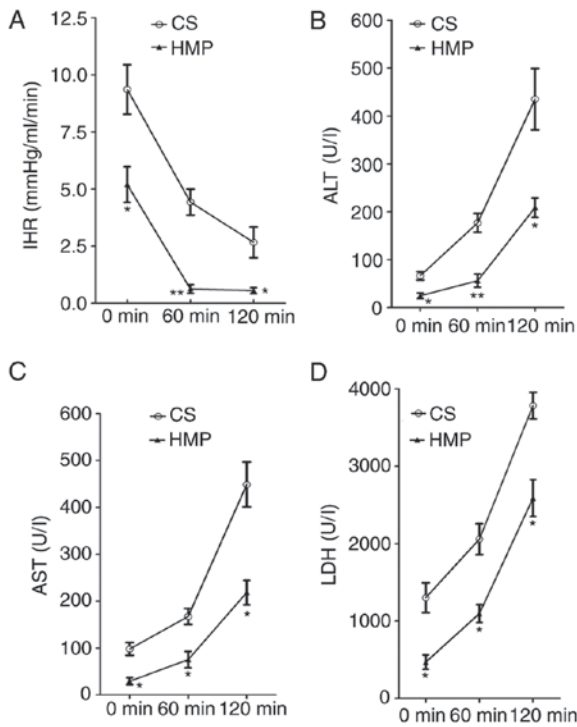 A
CS
HMP
IHR (mmHg/ml/min)
12.5
10.0
7.5
5.0
2.5
0.0
*
**
*
0 min 60 min 120 min
B
CS
HMP
ALT (U/l)
600
500
400
300
200
100
0
*
**
*
0 min 60 min 120 min
C
CS
HMP
AST (U/l)
600
500
400
300
200
100
0
*
*
*
0 min 60 min 120 min
D
CS
HMP
LDH (U/l)
4000
3000
2000
1000
0
*
*
*
0 min 60 min 120 min